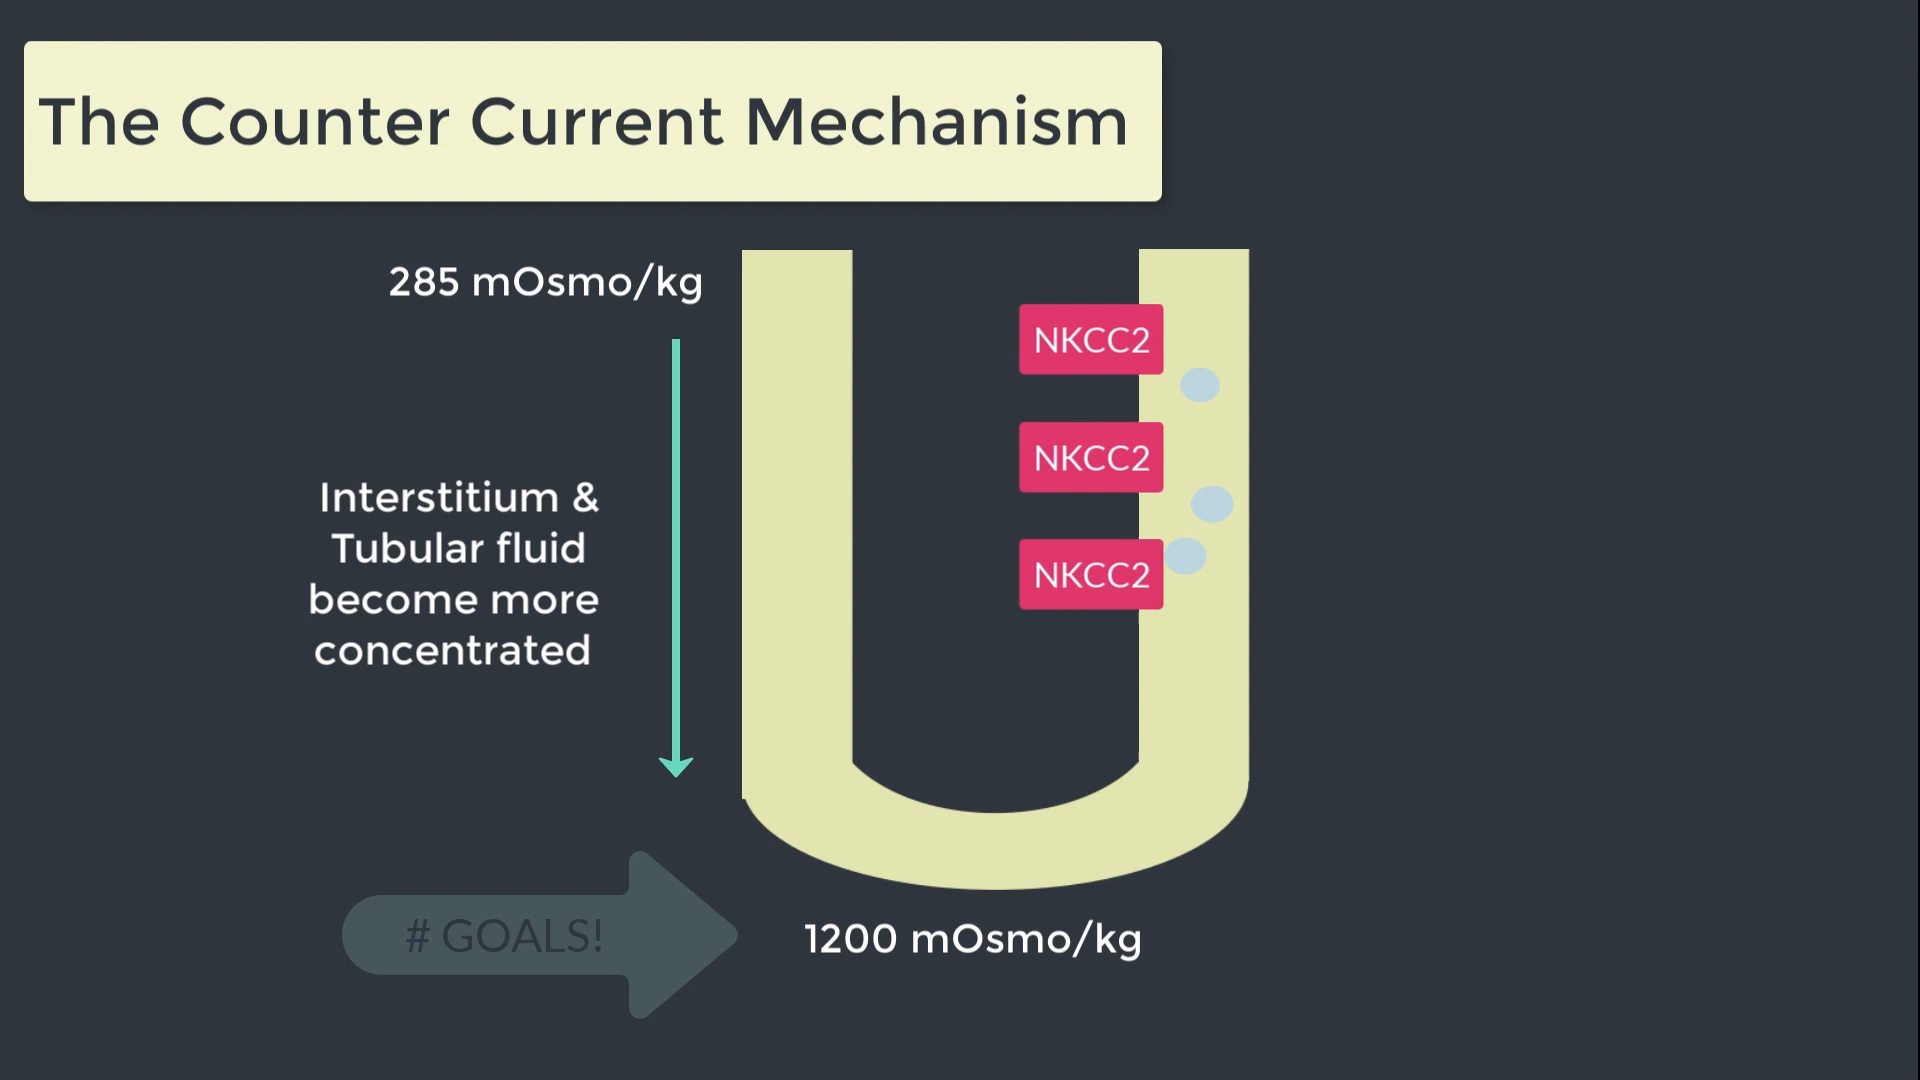 The Counter Current Mechanism
285 mOsmo/kg
NKCC2
NKCC2
Interstitium &
Tubular fluid
become more
concentrated
NKCC2
# GOALS!
1200 mOsmo/kg